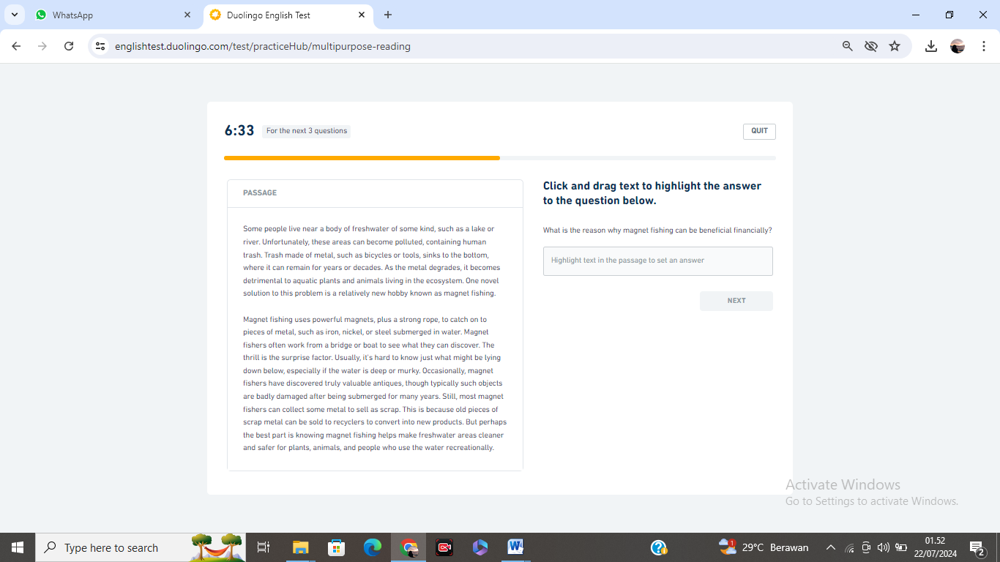 WhatsApp
Duolingo English Test
englishtest.duolingo.com/test/practiceHub/multipurpose-reading
6:33
For the next 3 questions
QUIT
PASSAGE
Some people live near a body of freshwater of some kind, such as a lake or
river. Unfortunately, these areas can become polluted, containing human
trash. Trash made of metal, such as bicycles or tools, sinks to the bottom,
where it can remain for years or decades. As the metal degrades, it becomes
detrimental to aquatic plants and animals living in the ecosystem. One novel
solution to this problem is a relatively new hobby known as magnet fishing.
Magnet fishing uses powerful magnets, plus a strong rope, to catch on to
pieces of metal, such as iron, nickel, or steel submerged in water. Magnet
fishers often work from a bridge or boat to see what they can discover. The
thrill is the surprise factor. Usually, it's hard to know just what might be lying
down below, especially if the water is deep or murky. Occasionally, magnet
fishers have discovered truly valuable antiques, though typically such objects
are badly damaged after being submerged for many years. Still, most magnet
fishers can collect some metal to sell as scrap. This is because old pieces of
scrap metal can be sold to recyclers to convert into new products. But perhaps
the best part is knowing magnet fishing helps make freshwater areas cleaner
and safer for plants, animals, and people who use the water recreationally.
Click and drag text to highlight the answer
to the question below.
What is the reason why magnet fishing can be beneficial financially?
Highlight text in the passage to set an answer
NEXT
Activate Windows
Go to Settings to activate Windows.
Type here to search
29°C Berawan
01.52
22/07/2024
1
2